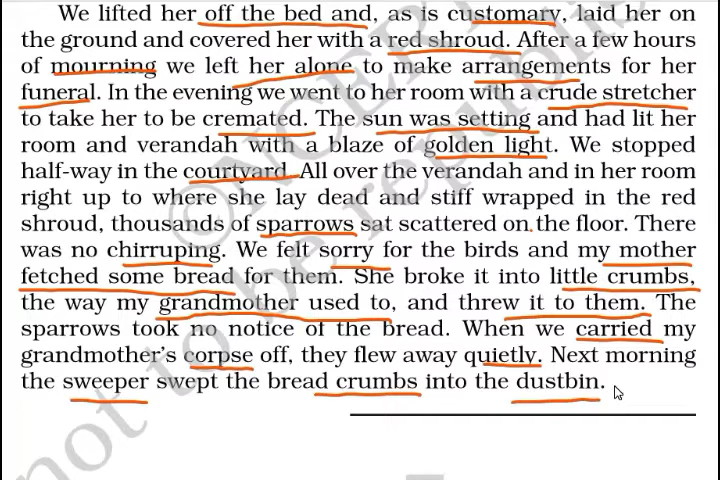 We lifted her off the bed and, as is customary, laid her on
the ground and covered her with a red shroud. After a few hours
of mourning we left her alone to make arrangements for her
funeral. In the evening we went to her room with a crude stretcher
to take her to be cremated. The sun was setting and had lit her
room and verandah with a blaze of golden light. We stopped
half-way in the courtyard. All over the verandah and in her room
right up to where she lay dead and stiff wrapped in the red
shroud, thousands of sparrows sat scattered on the floor. There
was no chirruping. We felt sorry for the birds and my mother
fetched some bread for them. She broke it into little crumbs,
the way my grandmother used to, and threw it to them. The
sparrows took no notice of the bread. When we carried my
grandmother's corpse off, they flew away quietly. Next morning
the sweeper swept the bread crumbs into the dustbin.
© NCERT
not to be republis